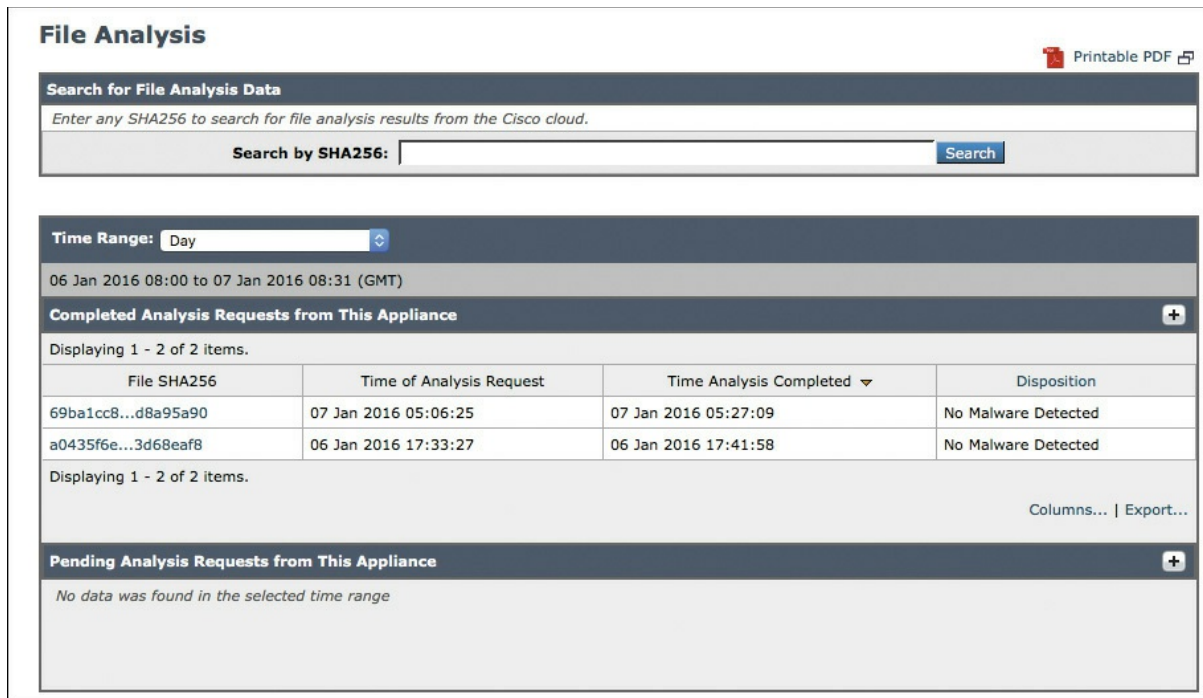 File Analysis
Printable PDF
Search for File Analysis Data
Enter any SHA256 to search for file analysis results from the Cisco cloud.
Search by SHA256: Search
Time Range: Day
06 Jan 2016 08:00 to 07 Jan 2016 08:31 (GMT)
Completed Analysis Requests from This Appliance
Displaying 1 - 2 of 2 items.
File SHA256 Time of Analysis Request Time Analysis Completed Disposition
69ba1cc8...d8a95a90 07 Jan 2016 05:06:25 07 Jan 2016 05:27:09 No Malware Detected
a0435f6e...3d68eaf8 06 Jan 2016 17:33:27 06 Jan 2016 17:41:58 No Malware Detected
Displaying 1 - 2 of 2 items.
Columns... | Export...
Pending Analysis Requests from This Appliance
No data was found in the selected time range